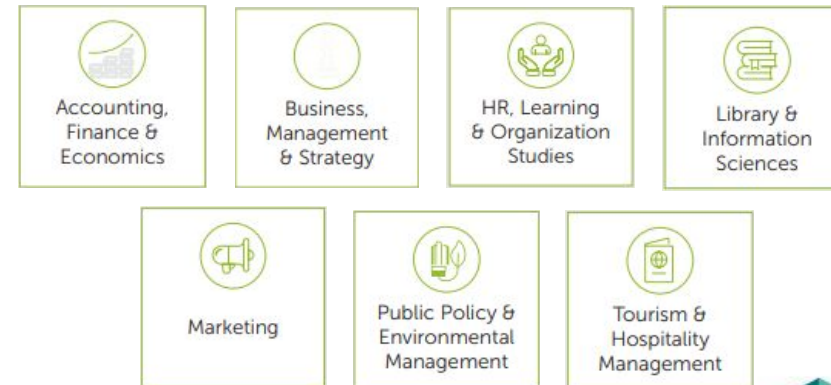 Accounting,
Finance &
Economics
Business,
Management
& Strategy
HR, Learning
& Organization
Studies
Library &
Information
Sciences
Marketing
Public Policy &
Environmental
Management
Tourism &
Hospitality
Management